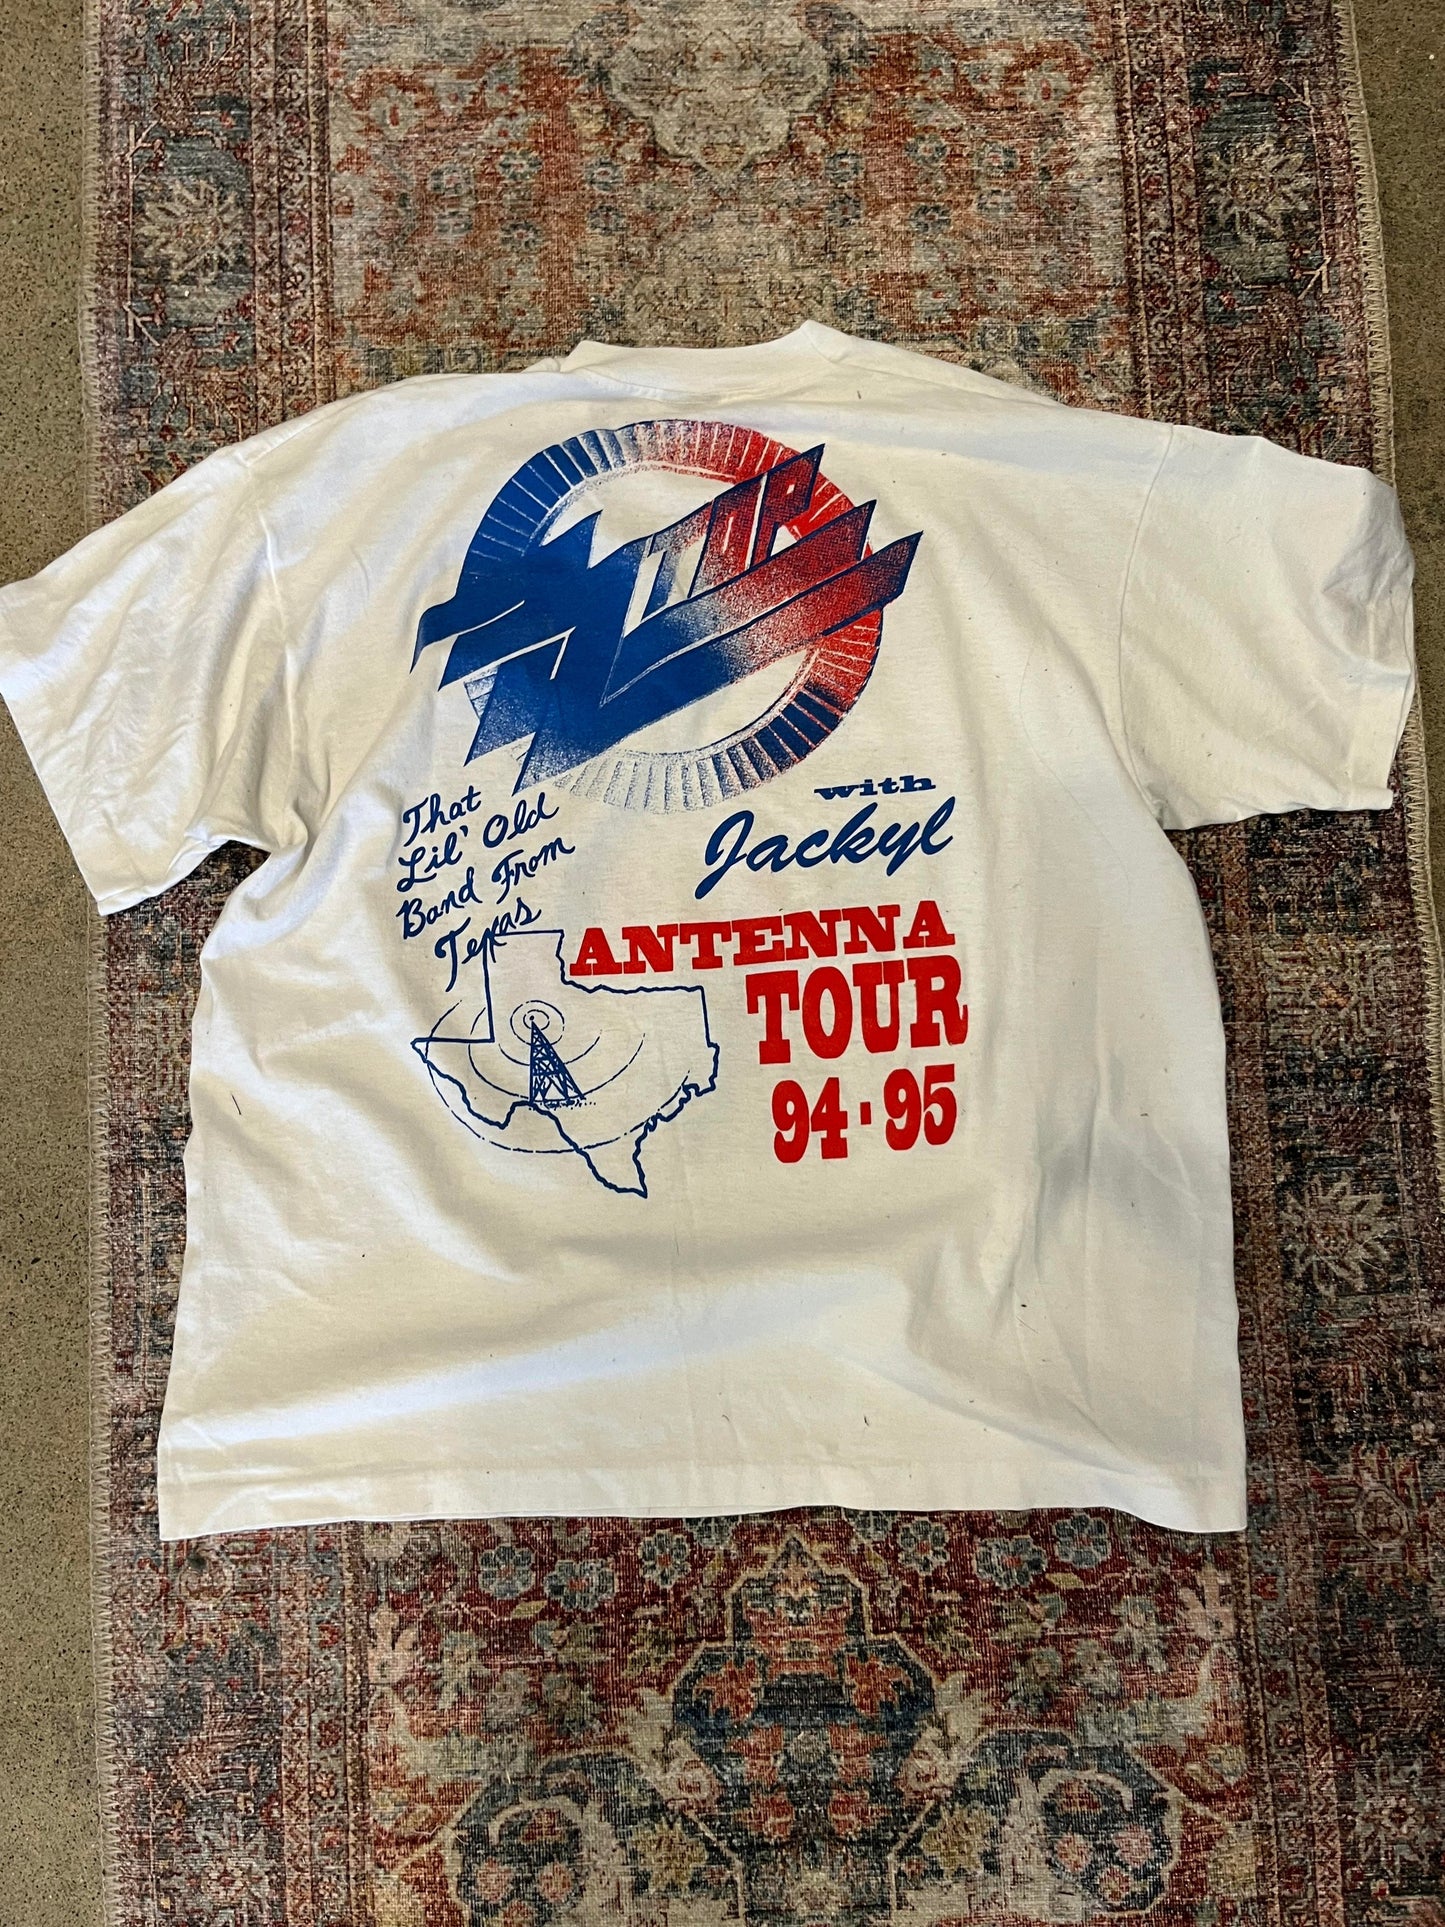 ZZ TOP
with
Jackyl
That
Lil' Old
Band From
Texas
ANTENNA
TOUR
94-95